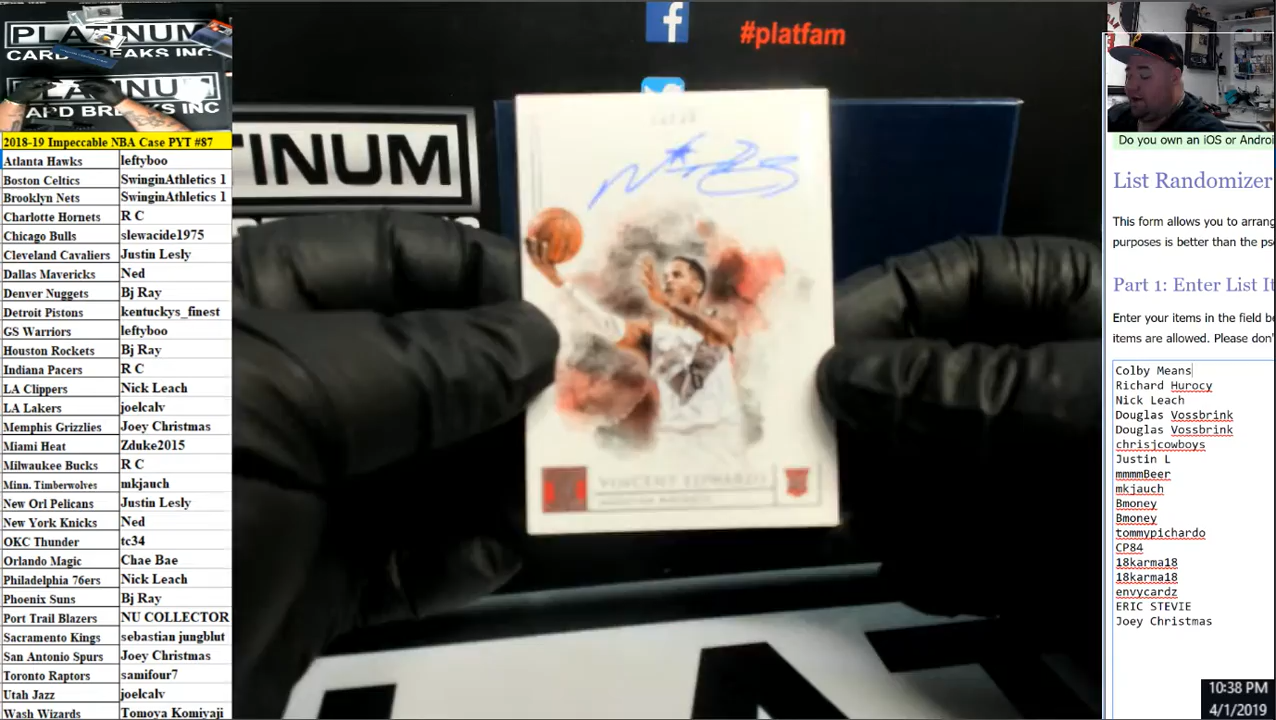 PLATINUM
CARD BREAKS INC
#platfam
2018-19 Impeccable NBA Case PYT #87
Atlanta Hawks leftyboo
Boston Celtics SwinginAthletics 1
Brooklyn Nets SwinginAthletics 1
Charlotte Hornets R C
Chicago Bulls slewacide1975
Cleveland Cavaliers Justin Lesly
Dallas Mavericks Ned
Denver Nuggets Bj Ray
Detroit Pistons kentuckys_finest
GS Warriors leftyboo
Houston Rockets Bj Ray
Indiana Pacers R C
LA Clippers Nick Leach
LA Lakers joelcalv
Memphis Grizzlies Joey Christmas
Miami Heat Zduke2015
Milwaukee Bucks R C
Minn. Timberwolves mkjauch
New Orl Pelicans Justin Lesly
New York Knicks Ned
OKC Thunder tc34
Orlando Magic Chae Bae
Philadelphia 76ers Nick Leach
Phoenix Suns Bj Ray
Port Trail Blazers NU COLLECTOR
Sacramento Kings sebastian jungblut
San Antonio Spurs Joey Christmas
Toronto Raptors samifour7
Utah Jazz joelcalv
Wash Wizards Tomoya Komiyaji
TINUM
VINCENT EDWARDS
Do you own an iOS or Androi
List Randomizer
This form allows you to arrang
purposes is better than the pse
Part 1: Enter List It
Enter your items in the field be
items are allowed. Please don'
Colby Means
Richard Hurocy
Nick Leach
Douglas Vossbrink
Douglas Vossbrink
chrisjcowboys
Justin L
mmmmBeer
mkjauch
Bmoney
Bmoney
tommypichardo
CP84
18karma18
18karma18
envycardz
ERIC STEVIE
Joey Christmas
10:38 PM
4/1/2019